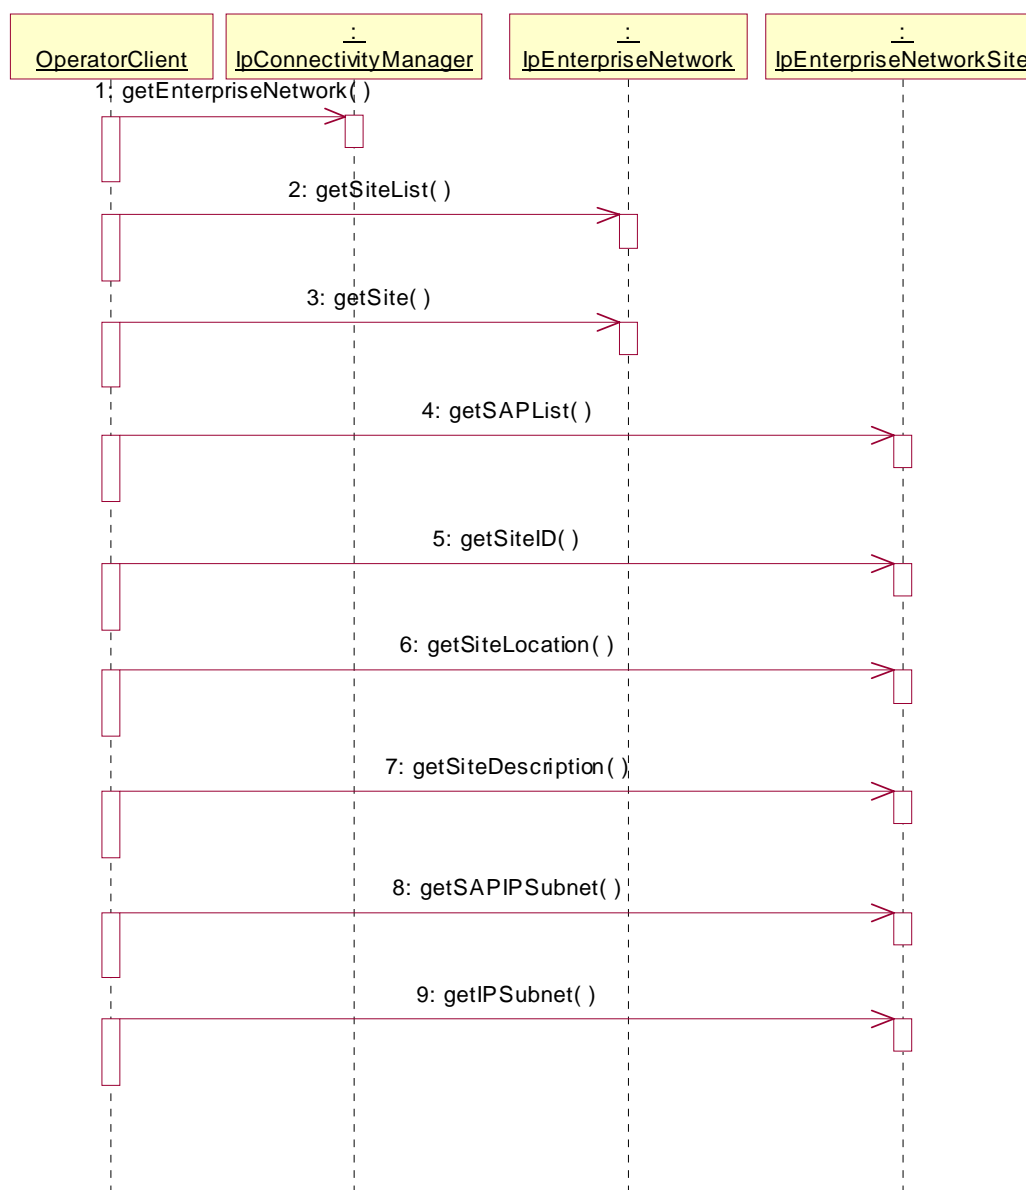 OperatorClient
:
IpConnectivityManager
:
IpEnterpriseNetwork
:
IpEnterpriseNetworkSite
1: getEnterpriseNetwork( )
2: getSiteList( )
3: getSite( )
4: getSAPList( )
5: getSiteID( )
6: getSiteLocation( )
7: getSiteDescription( )
8: getSAPIPSubnet( )
9: getIPSubnet( )